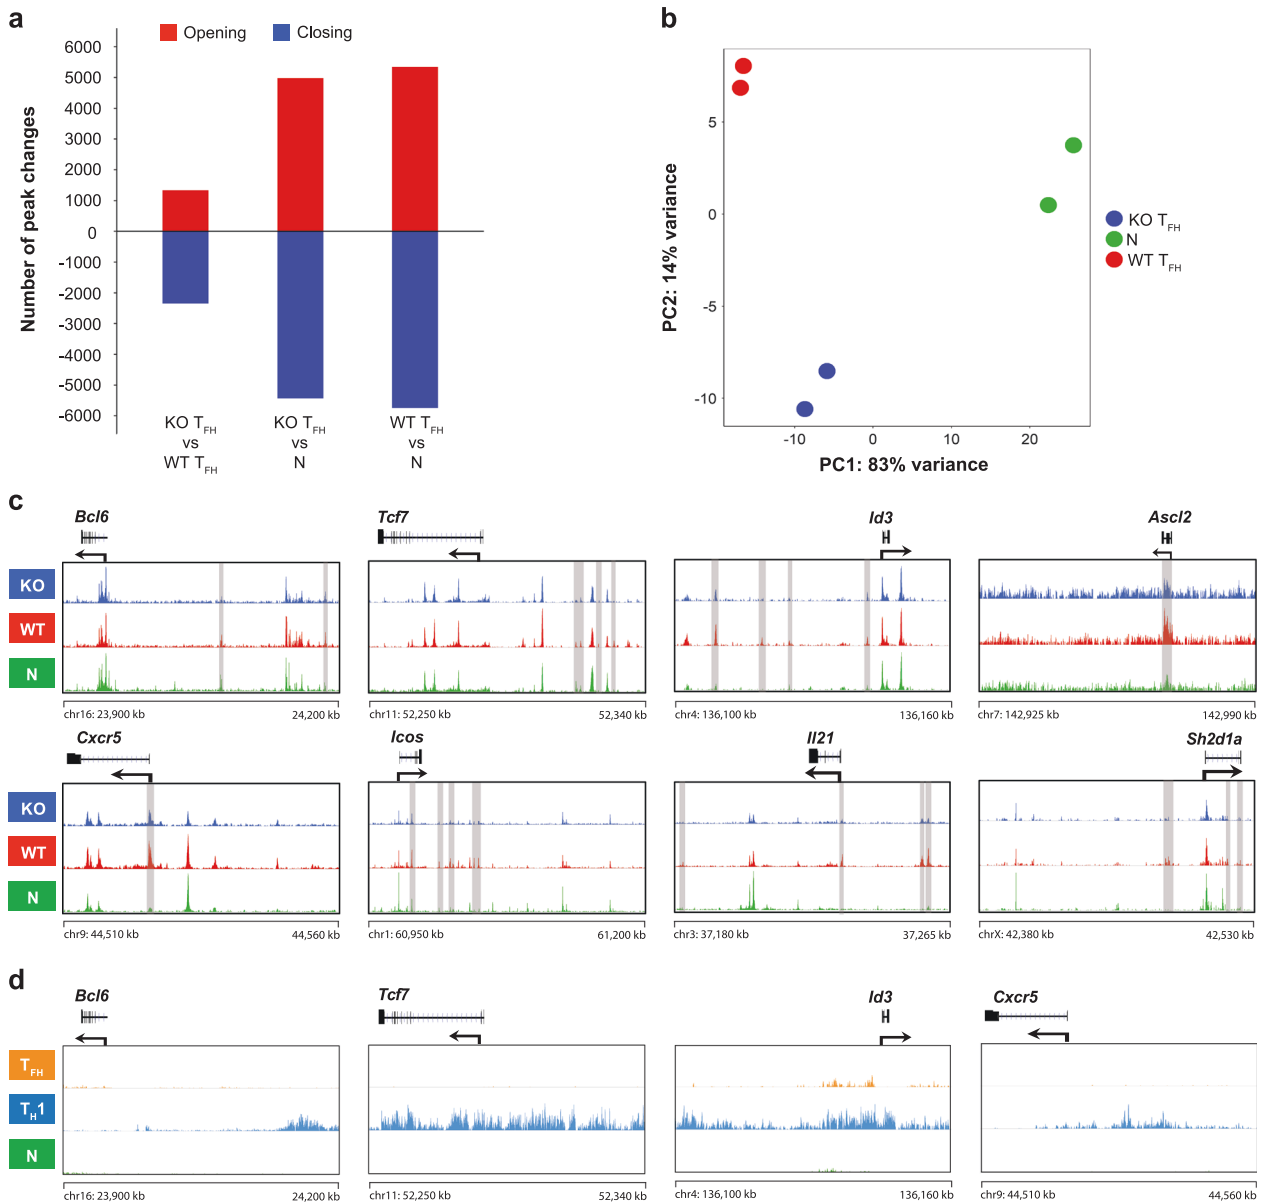 a
Opening
Closing
Number of peak changes
6000
5000
4000
3000
2000
1000
0
-1000
-2000
-3000
-4000
-5000
-6000
KO TFH vs WT TFH
KO TFH vs N
WT TFH vs N
b
PC2: 14% variance
5
0
-5
-10
-10 0 10 20
PC1: 83% variance
KO TFH
N
WT TFH
c
Bcl6 Tcf7 Id3 Ascl2
KO
WT
N
chr16: 23,900 kb 24,200 kb
chr11: 52,250 kb 52,340 kb
chr4: 136,100 kb 136,160 kb
chr7: 142,925 kb 142,990 kb
Cxcr5 Icos Il21 Sh2d1a
KO
WT
N
chr9: 44,510 kb 44,560 kb
chr1: 60,950 kb 61,200 kb
chr3: 37,180 kb 37,265 kb
chrX: 42,380 kb 42,530 kb
d
Bcl6 Tcf7 Id3 Cxcr5
TFH
TH1
N
chr16: 23,900 kb 24,200 kb
chr11: 52,250 kb 52,340 kb
chr4: 136,100 kb 136,160 kb
chr9: 44,510 kb 44,560 kb